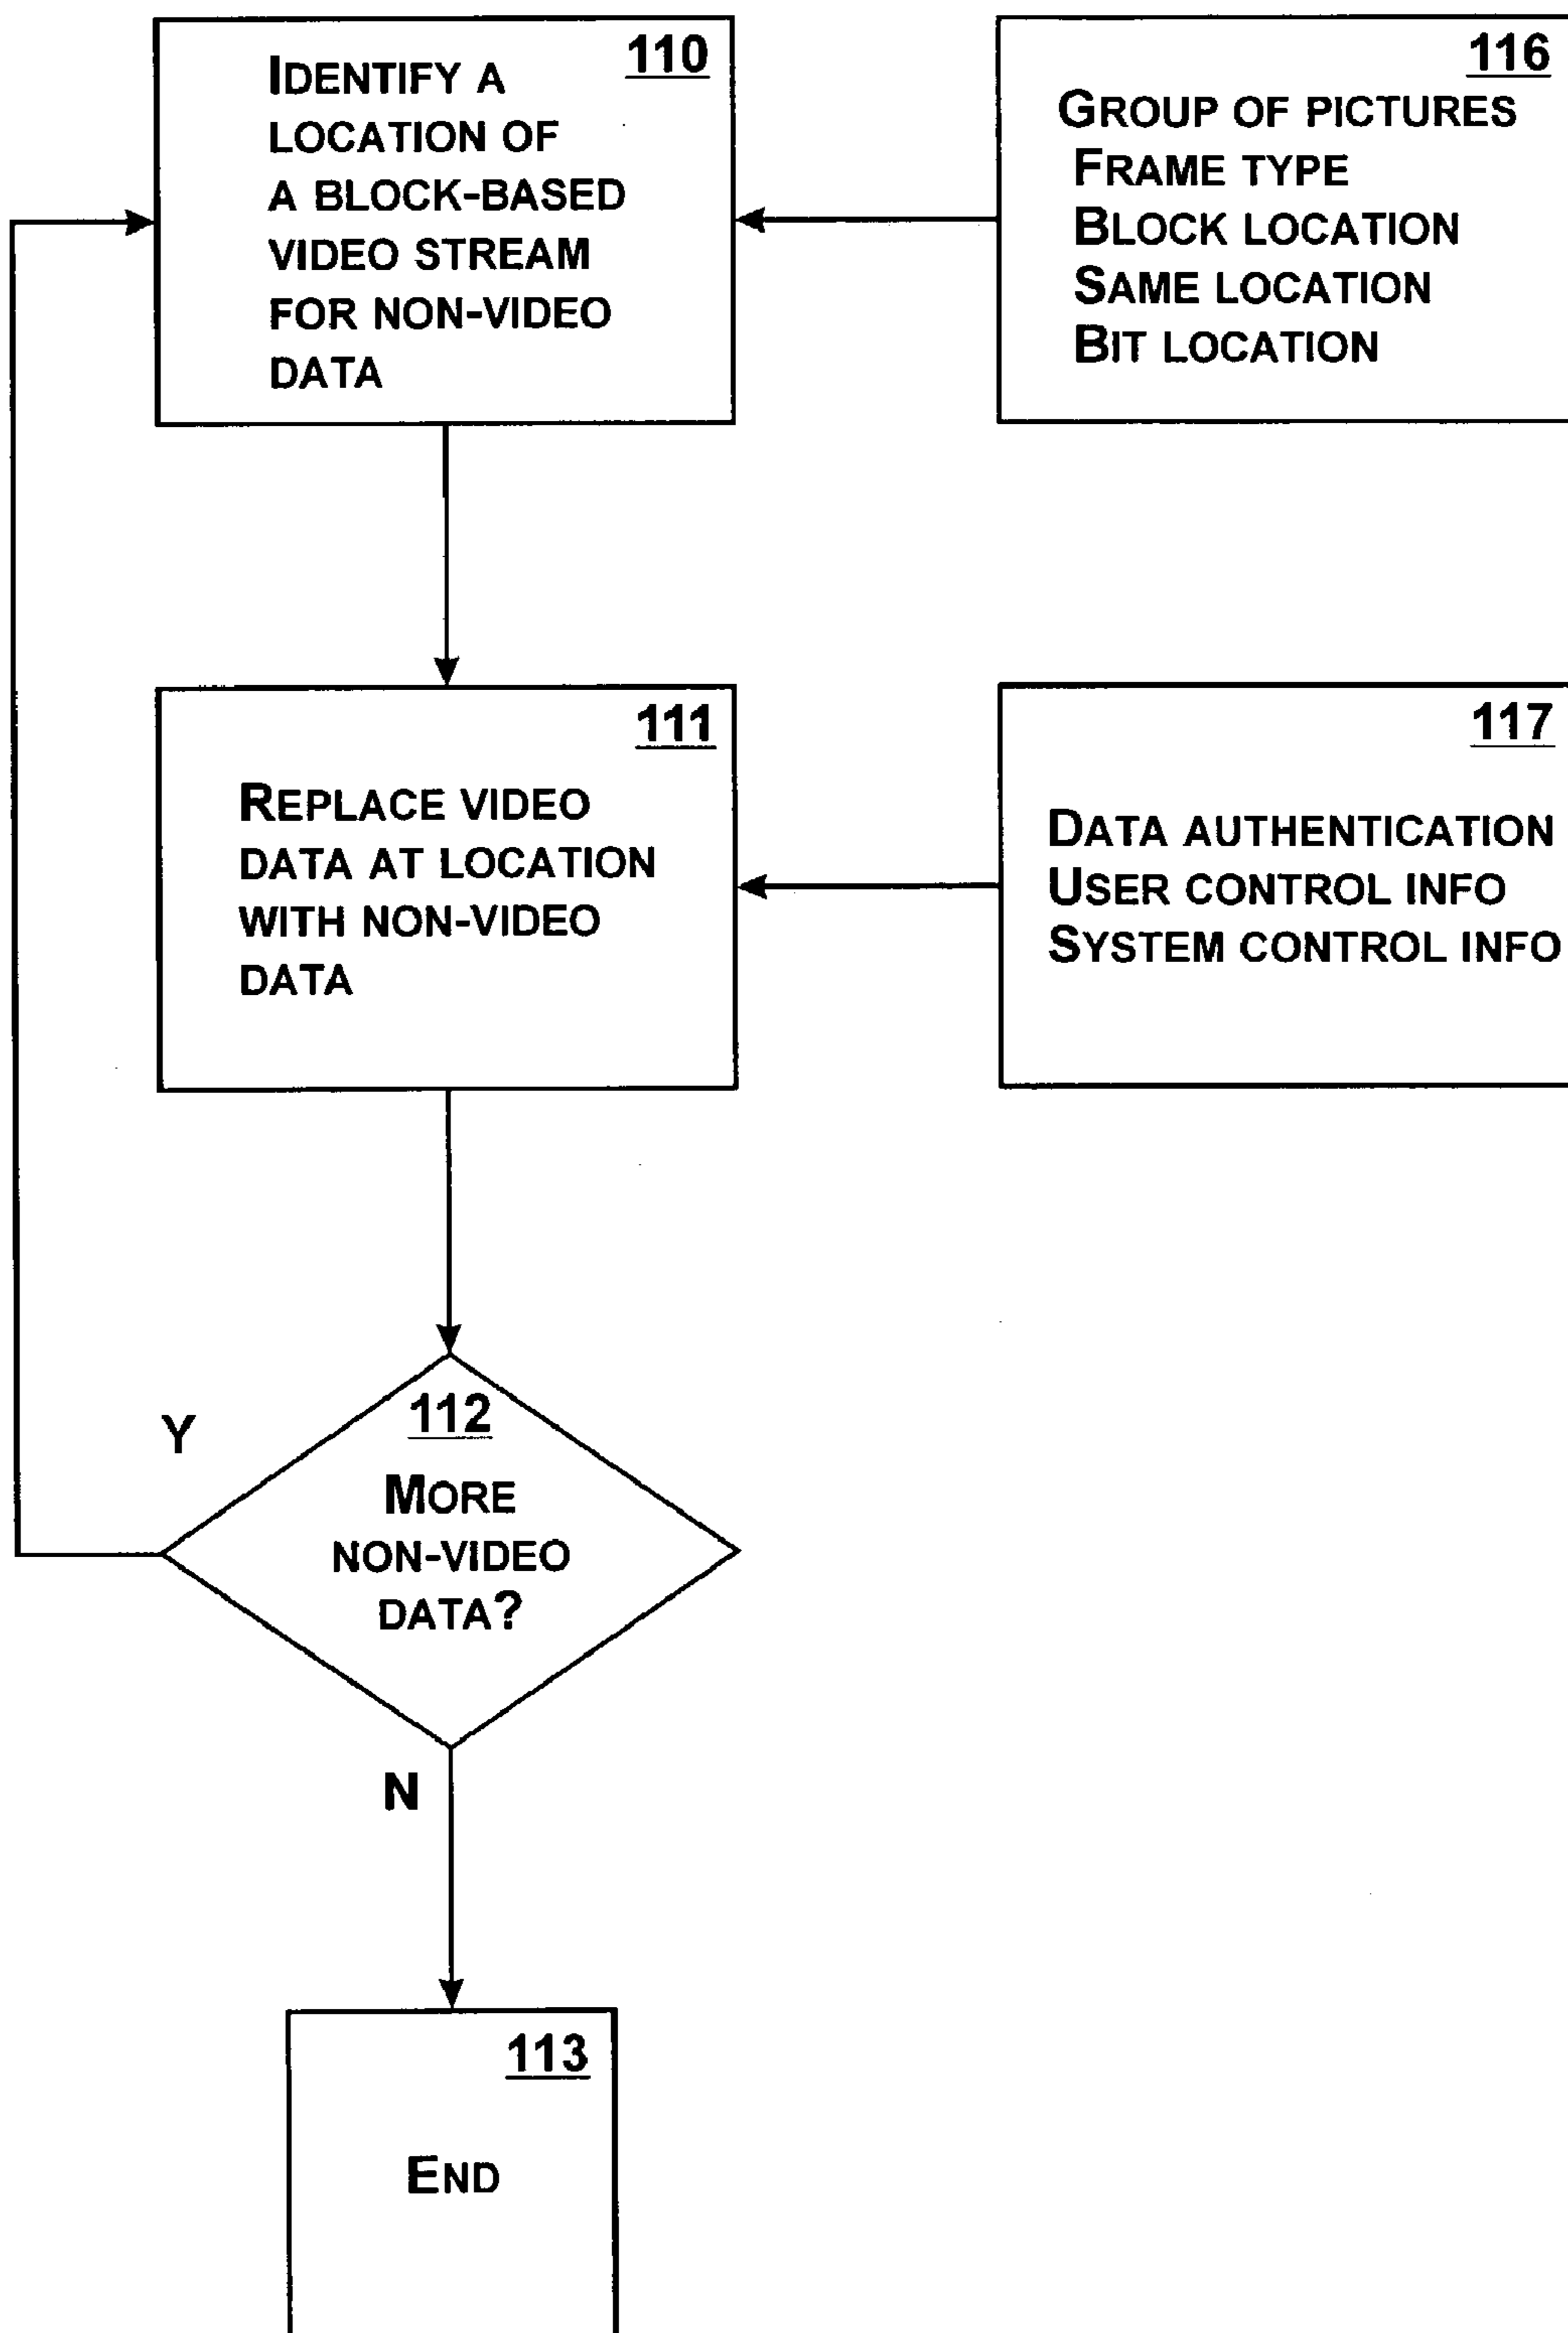 110
IDENTIFY A
LOCATION OF
A BLOCK-BASED
VIDEO STREAM
FOR NON-VIDEO
DATA
116
GROUP OF PICTURES
FRAME TYPE
BLOCK LOCATION
SAME LOCATION
BIT LOCATION
111
REPLACE VIDEO
DATA AT LOCATION
WITH NON-VIDEO
DATA
117
DATA AUTHENTICATION
USER CONTROL INFO
SYSTEM CONTROL INFO
Y
112
MORE
NON-VIDEO
DATA?
N
113
END